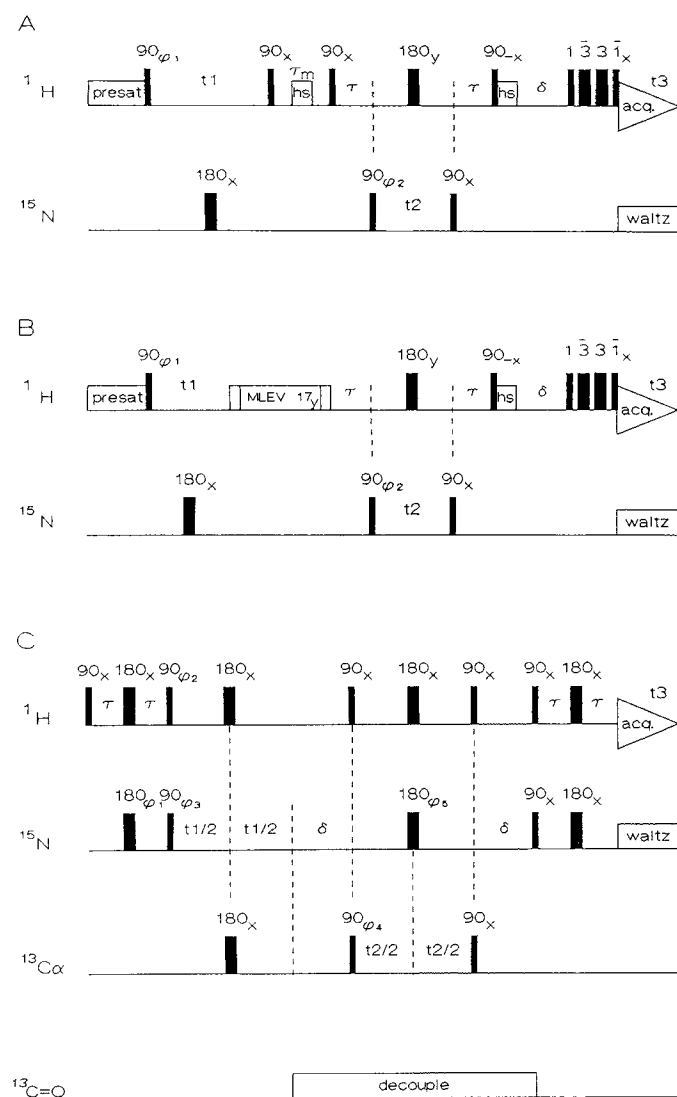 A
90φ1 t1 90x τm 90x 180y 90-x 1 3̄ 3 1̄x t3
¹H presat hs τ τ hs δ acq.
180x 90φ2 t2 90x
¹⁵N waltz
B
90φ1 t1 180y 90-x 1 3̄ 3 1̄x t3
¹H presat MLEV 17y τ τ hs δ acq.
180x 90φ2 t2 90x
¹⁵N waltz
C
90x 180x 90φ2 180x 90x 180x 90x 90x 180x t3
¹H τ τ τ τ acq.
180φ1 90φ3 180φ5 90x 180x
¹⁵N t1/2 t1/2 δ δ waltz
180x 90φ4 90x
¹³Cα t2/2 t2/2
¹³C=O decouple